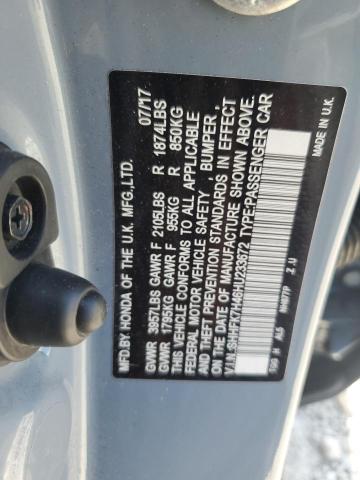 MFD.BY HONDA OF THE U.K. MFG.,LTD. 07/17
GVWR 3957LBS GAWR F 2105LBS R 1874LBS
GVWR 1795KG GAWR F 955KG R 850KG
THIS VEHICLE CONFORMS TO ALL APPLICABLE
FEDERAL MOTOR VEHICLE SAFETY BUMPER,
AND THEFT PREVENTION STANDARDS IN EFFECT
ON THE DATE OF MANUFACTURE SHOWN ABOVE.
V.I.N.SHHFK7H46HU233672 TYPE:PASSENGER CAR
MADE IN U.K.